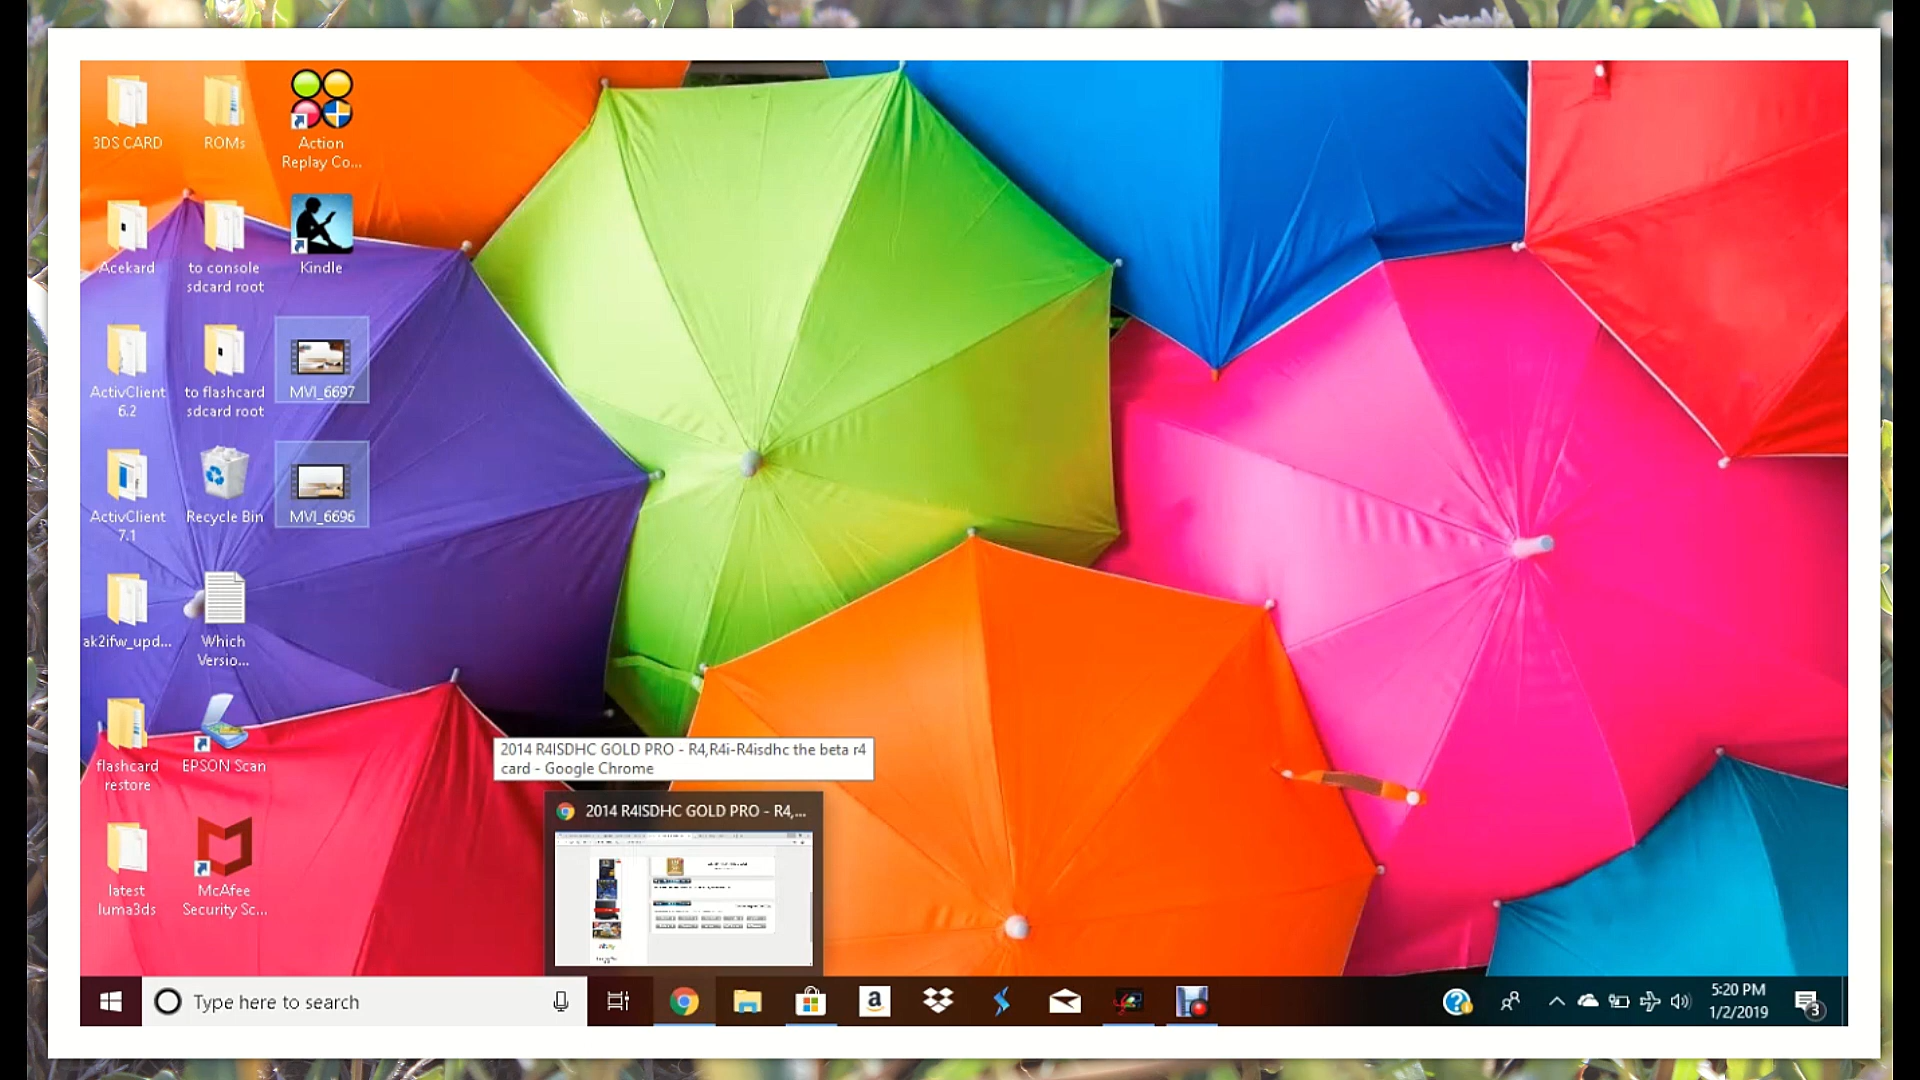 3DS CARD
ROMs
Action
Replay Co...
Acekard
to console
sdcard root
Kindle
ActivClient
6.2
to flashcard
sdcard root
MVI_6697
ActivClient
7.1
Recycle Bin
MVI_6696
ak2ifw_upd...
Which
Versio...
flashcard
restore
EPSON Scan
latest
luma3ds
McAfee
Security Sc...
2014 R4ISDHC GOLD PRO - R4,R4i-R4isdhc the beta r4
card - Google Chrome
2014 R4ISDHC GOLD PRO - R4,...
Type here to search
a
?
5:20 PM
1/2/2019
3